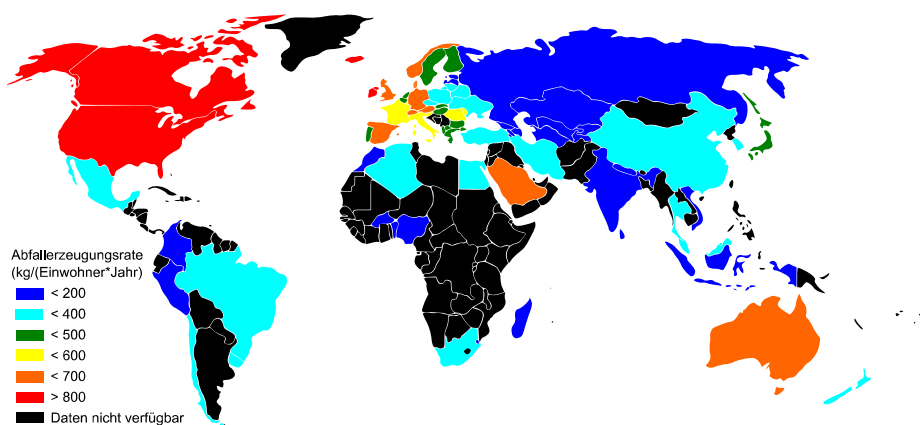 Abfallerzeugungsrate
(kg/(Einwohner*Jahr)
< 200
< 400
< 500
< 600
< 700
> 800
Daten nicht verfügbar